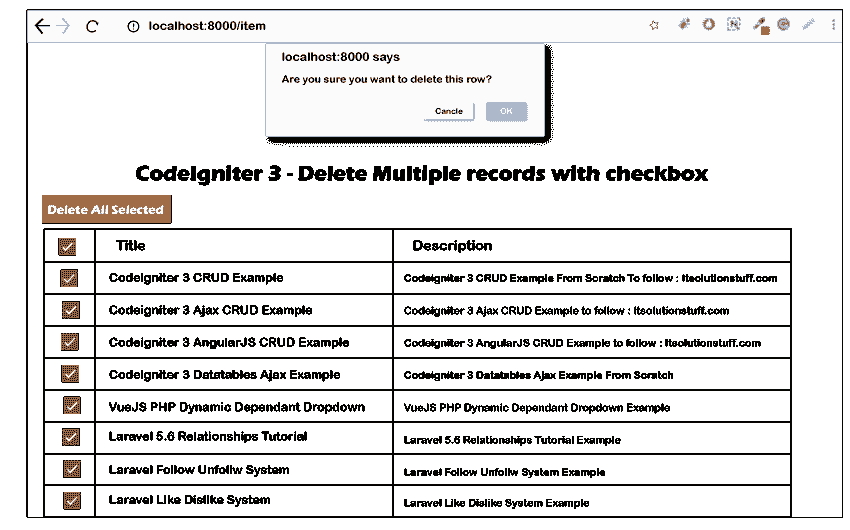 localhost:8000/item
localhost:8000 says
Are you sure you want to delete this row?
Cancle OK
CodeIgniter 3 - Delete Multiple records with checkbox
Delete All Selected
Title Description
CodeIgniter 3 CRUD Example CodeIgniter 3 CRUD Example From Scratch To follow : Itsolutionstuff.com
CodeIgniter 3 Ajax CRUD Example CodeIgniter 3 Ajax CRUD Example to follow : Itsolutionstuff.com
CodeIgniter 3 AngularJS CRUD Example CodeIgniter 3 AngularJS CRUD Example to follow : Itsolutionstuff.com
CodeIgniter 3 Datatables Ajax Example CodeIgniter 3 Datatables Ajax Example From Scratch
VueJS PHP Dynamic Dependant Dropdown VueJS PHP Dynamic Dependant Dropdown Example
Laravel 5.6 Relationships Tutorial Laravel 5.6 Relationships Tutorial Example
Laravel Follow Unfollw System Laravel Follow Unfollw System Example
Laravel Like Dislike System Laravel Like Dislike System Example